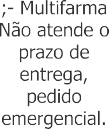 ;- Multifarma
Não atende o
prazo de
entrega,
pedido
emergencial.